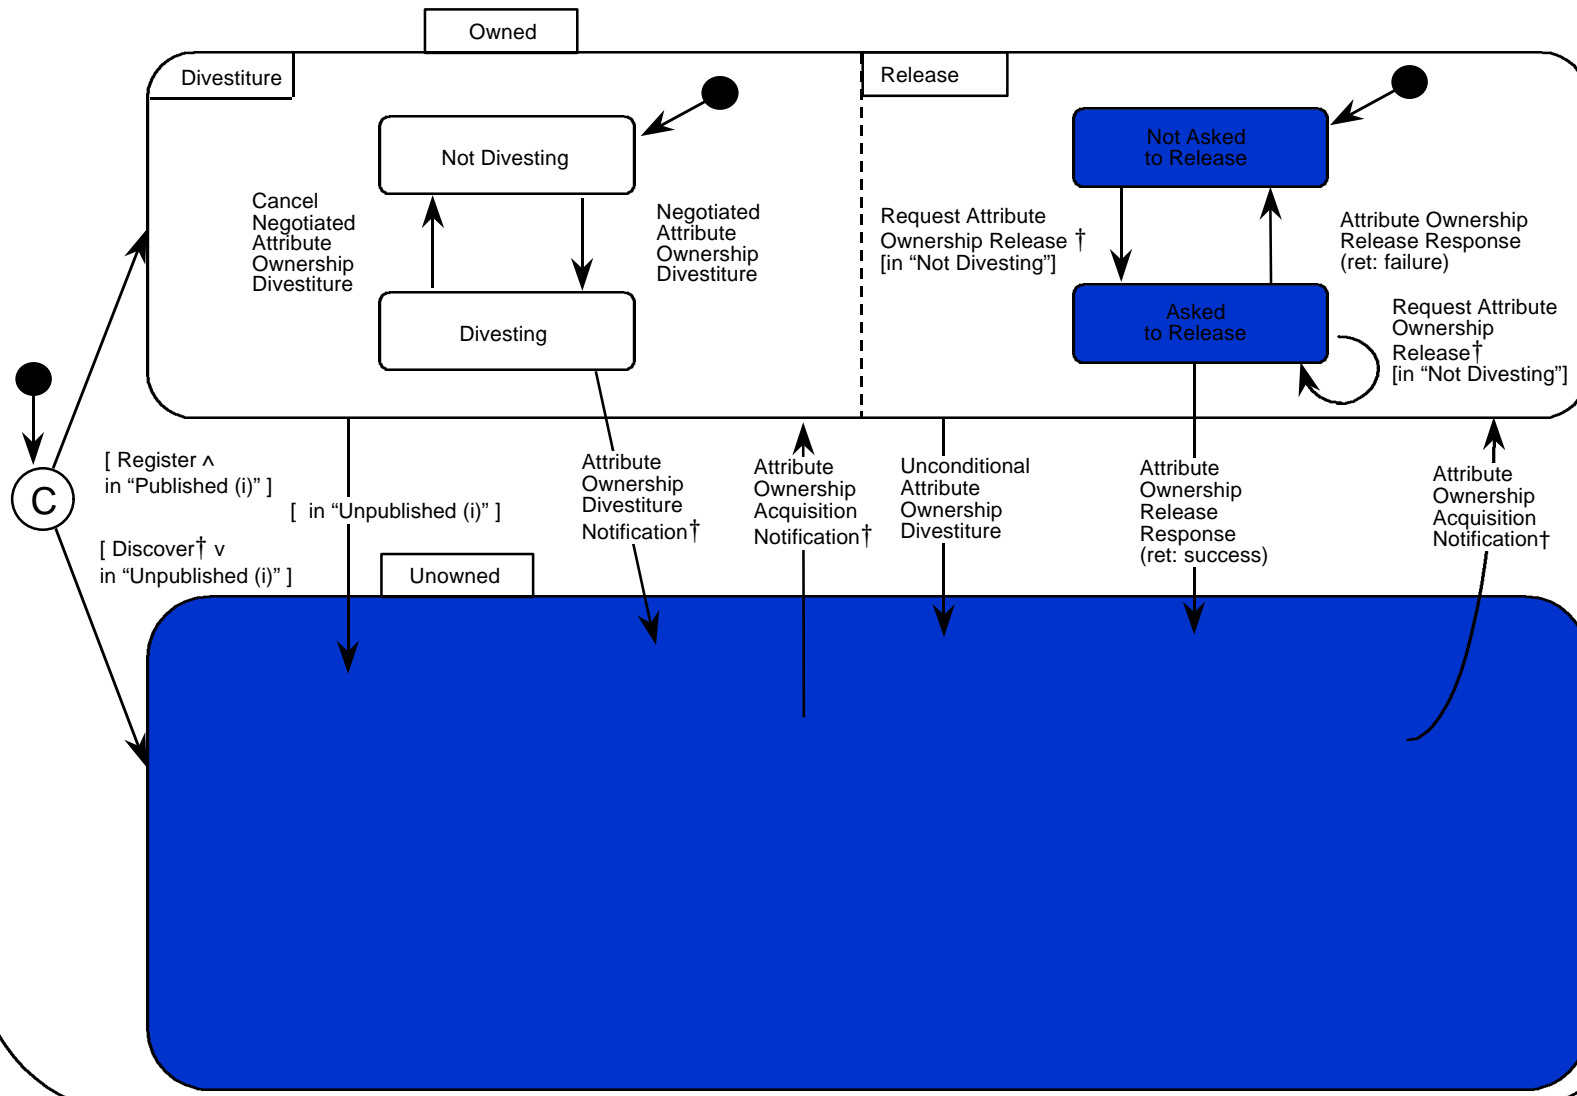 Owned
Divestiture
Release
Not Divesting
Not Asked
to Release
Cancel
Negotiated
Attribute
Ownership
Divestiture
Negotiated
Attribute
Ownership
Divestiture
Request Attribute
Ownership Release †
[in “Not Divesting”]
Attribute Ownership
Release Response
(ret: failure)
Divesting
Asked
to Release
Request Attribute
Ownership
Release†
[in “Not Divesting”]
C
[ Register ʌ
in “Published (i)” ]
[ in “Unpublished (i)” ]
Attribute
Ownership
Divestiture
Notification†
Attribute
Ownership
Acquisition
Notification†
Unconditional
Attribute
Ownership
Divestiture
Attribute
Ownership
Release
Response
(ret: success)
Attribute
Ownership
Acquisition
Notification†
[ Discover† v
in “Unpublished (i)” ]
Unowned